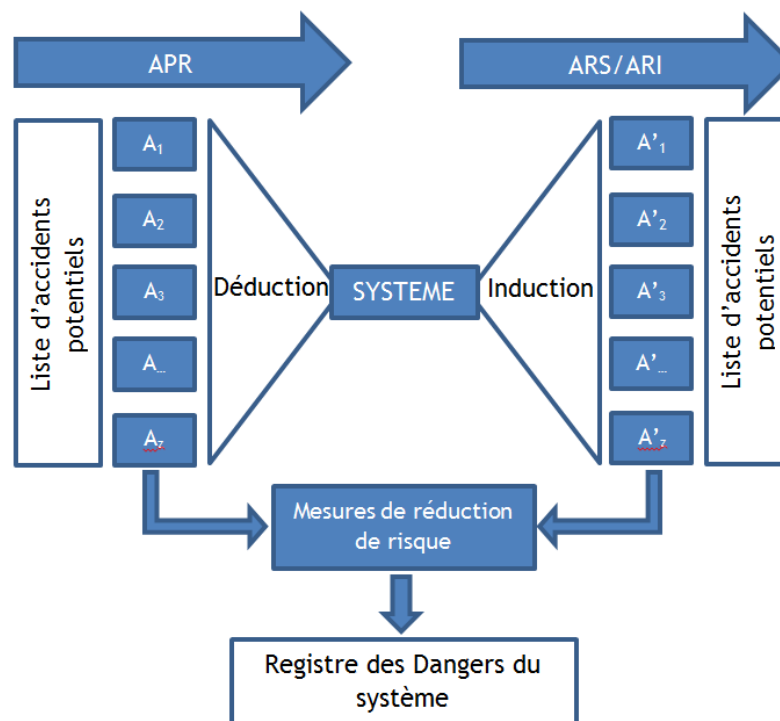 APR
ARS/ARI
Liste d'accidents
potentiels
A1
A2
A3
A...
Az
Déduction
SYSTEME
Induction
A'1
A'2
A'3
A'...
A'z
Liste d'accidents
potentiels
Mesures de réduction
de risque
Registre des Dangers du
système